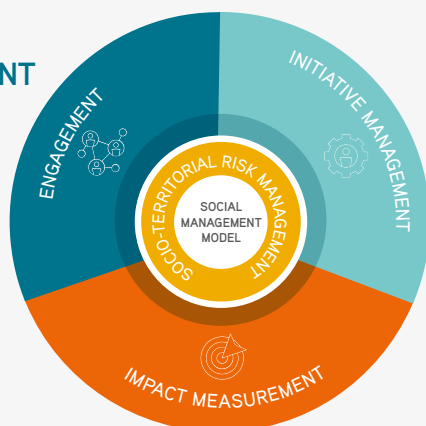 NT
ENGAGEMENT
INITIATIVE MANAGEMENT
SOCIO-TERRITORIAL RISK MANAGEMENT
SOCIAL
MANAGEMENT
MODEL
IMPACT MEASUREMENT